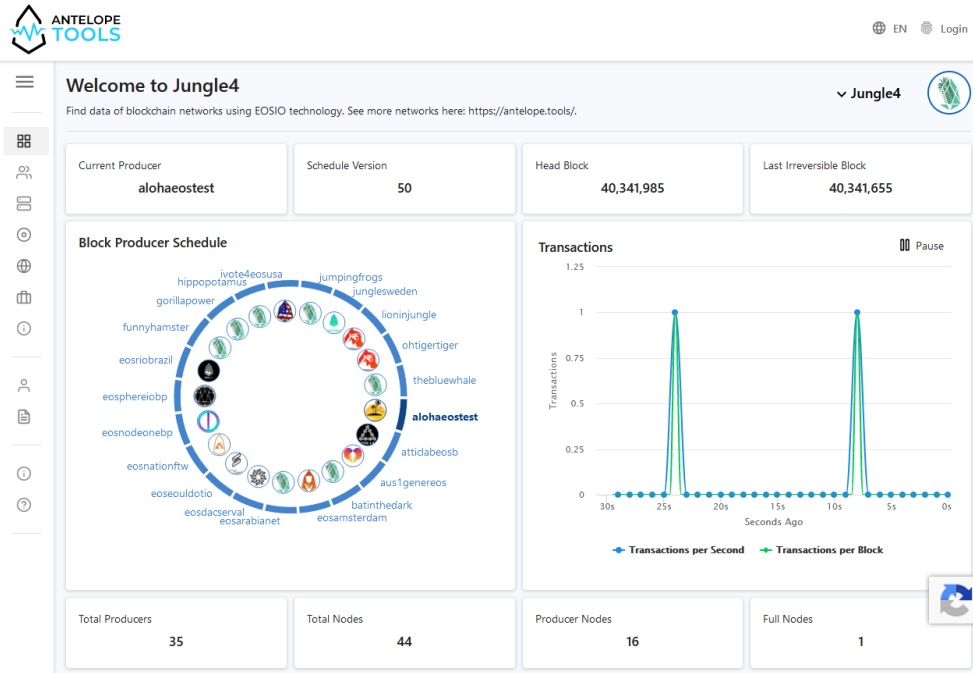 ANTELOPE
TOOLS
EN
Login
Welcome to Jungle4
Find data of blockchain networks using EOSIO technology. See more networks here: https://antelope.tools/.
Jungle4
Current Producer
alohaeostest
Schedule Version
50
Head Block
40,341,985
Last Irreversible Block
40,341,655
Block Producer Schedule
ivote4eosusa
jumpingfrogs
hippopotamus
junglesweden
gorillapower
lioninjungle
funnyhamster
ohtigertiger
eosriobrazil
thebluewhale
eosphereiobp
alohaeostest
eosnodeonebp
attidabeosb
eosnationftw
aus1genereos
eoseouldotio
batinthedark
eosdacserval
eosamsterdam
eosarabianet
Transactions
Pause
1.25
1
0.75
0.5
0.25
0
Transactions
30s
25s
20s
15s
10s
5s
0s
Seconds Ago
Transactions per Second
Transactions per Block
Total Producers
35
Total Nodes
44
Producer Nodes
16
Full Nodes
1